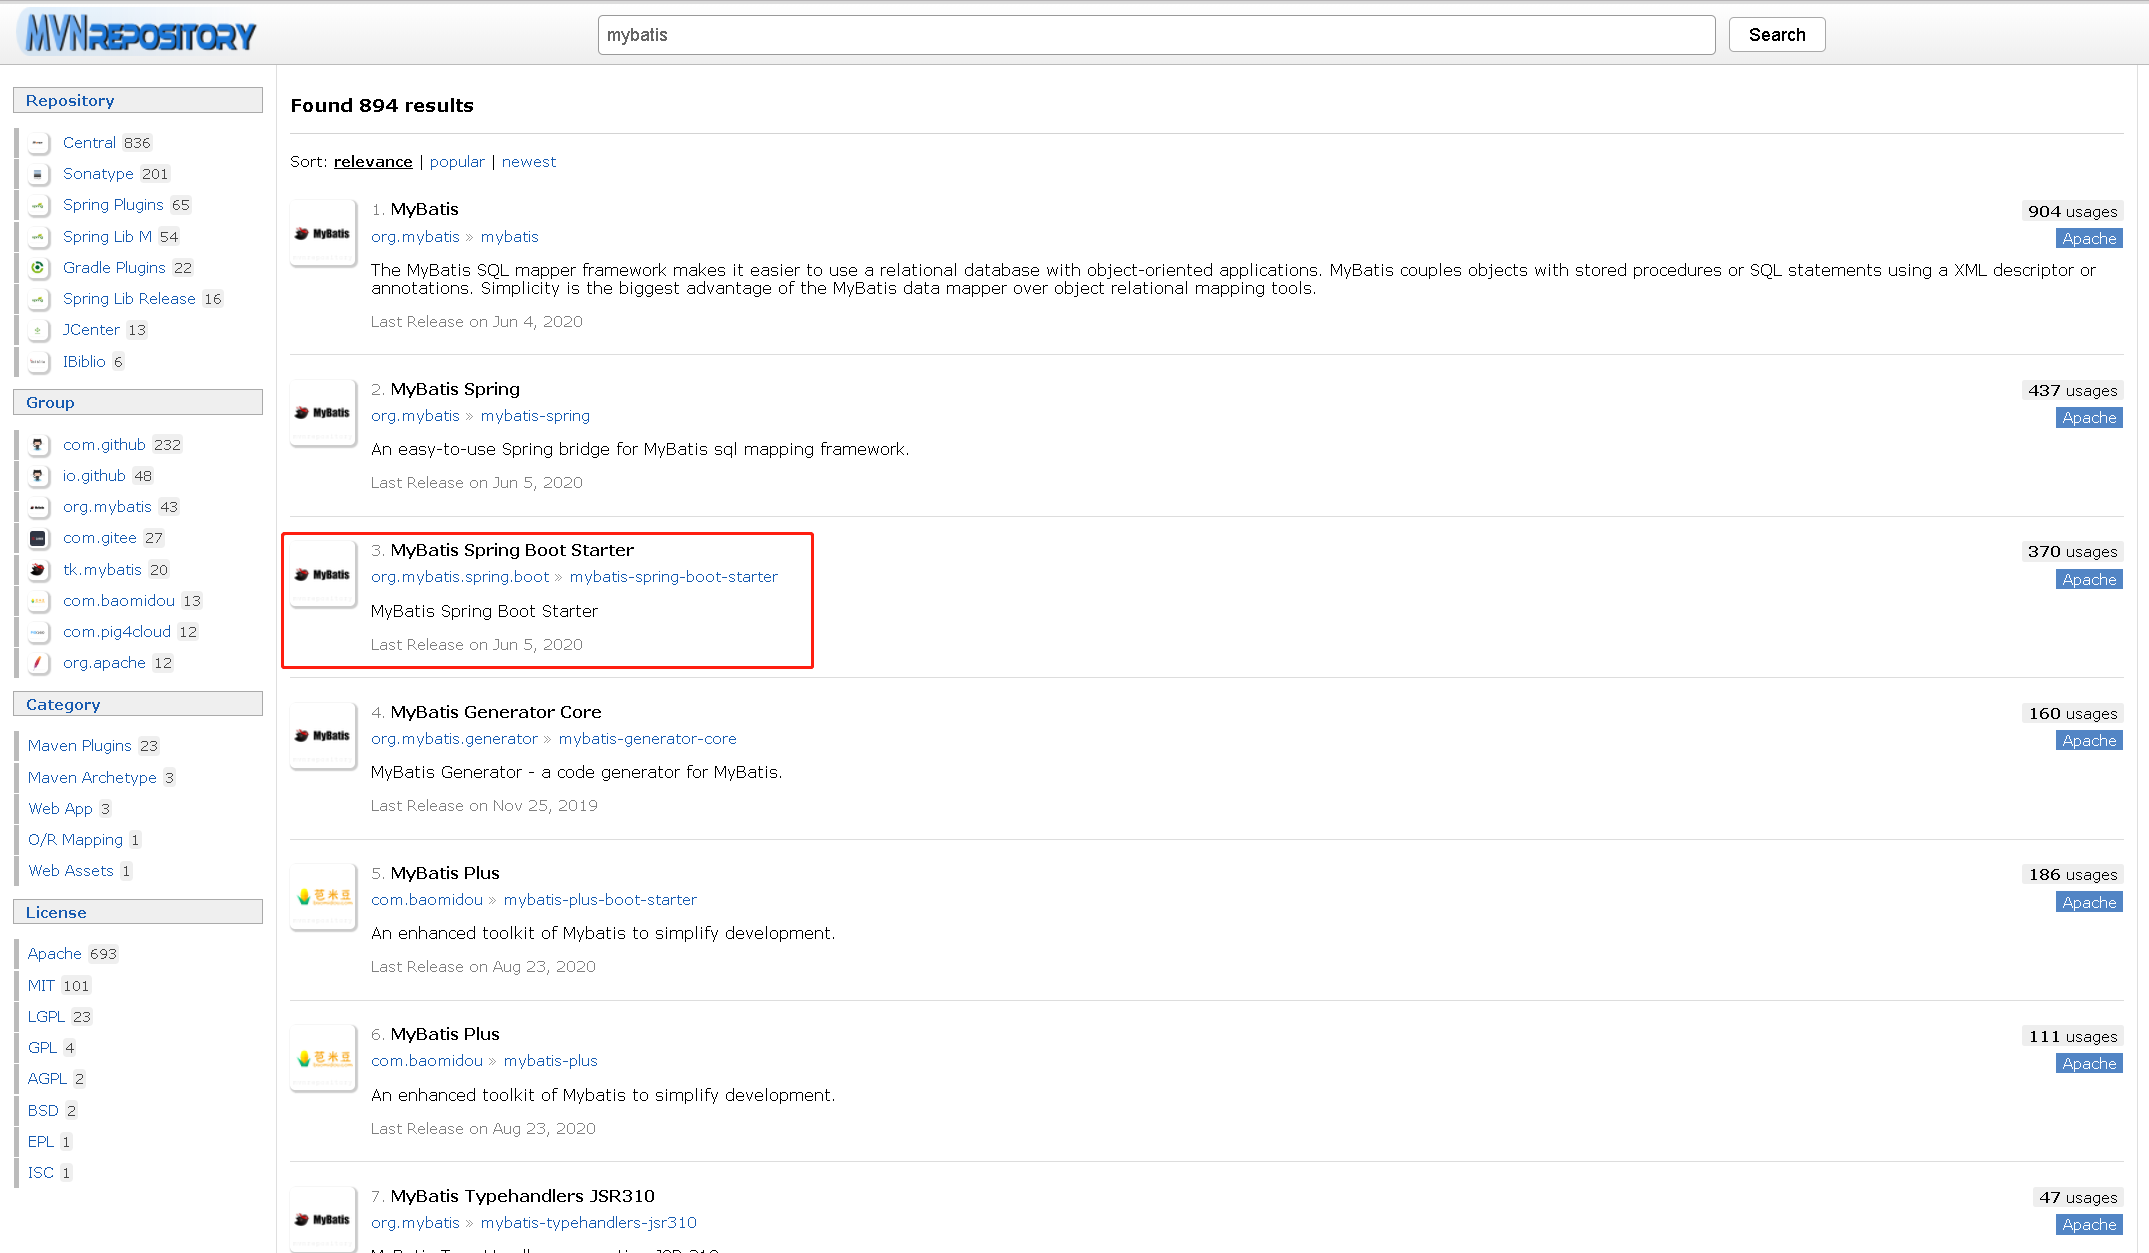 MVNREPOSITORY
mybatis
Search
Repository
Central 836
Sonatype 201
Spring Plugins 65
Spring Lib M 54
Gradle Plugins 22
Spring Lib Release 16
JCenter 13
IBiblio 6
Group
com.github 232
io.github 48
org.mybatis 43
com.gitee 27
tk.mybatis 20
com.baomidou 13
com.pig4cloud 12
org.apache 12
Category
Maven Plugins 23
Maven Archetype 3
Web App 3
O/R Mapping 1
Web Assets 1
License
Apache 693
MIT 101
LGPL 23
GPL 4
AGPL 2
BSD 2
EPL 1
ISC 1
Found 894 results
Sort: relevance | popular | newest
MyBatis
1. MyBatis
904 usages
org.mybatis » mybatis
Apache
The MyBatis SQL mapper framework makes it easier to use a relational database with object-oriented applications. MyBatis couples objects with stored procedures or SQL statements using a XML descriptor or
annotations. Simplicity is the biggest advantage of the MyBatis data mapper over object relational mapping tools.
Last Release on Jun 4, 2020
MyBatis
2. MyBatis Spring
437 usages
org.mybatis » mybatis-spring
Apache
An easy-to-use Spring bridge for MyBatis sql mapping framework.
Last Release on Jun 5, 2020
MyBatis
3. MyBatis Spring Boot Starter
370 usages
org.mybatis.spring.boot » mybatis-spring-boot-starter
Apache
MyBatis Spring Boot Starter
Last Release on Jun 5, 2020
MyBatis
4. MyBatis Generator Core
160 usages
org.mybatis.generator » mybatis-generator-core
Apache
MyBatis Generator - a code generator for MyBatis.
Last Release on Nov 25, 2019
芭米豆
5. MyBatis Plus
186 usages
com.baomidou » mybatis-plus-boot-starter
Apache
An enhanced toolkit of Mybatis to simplify development.
Last Release on Aug 23, 2020
芭米豆
6. MyBatis Plus
111 usages
com.baomidou » mybatis-plus
Apache
An enhanced toolkit of Mybatis to simplify development.
Last Release on Aug 23, 2020
MyBatis
7. MyBatis Typehandlers JSR310
47 usages
org.mybatis » mybatis-typehandlers-jsr310
Apache